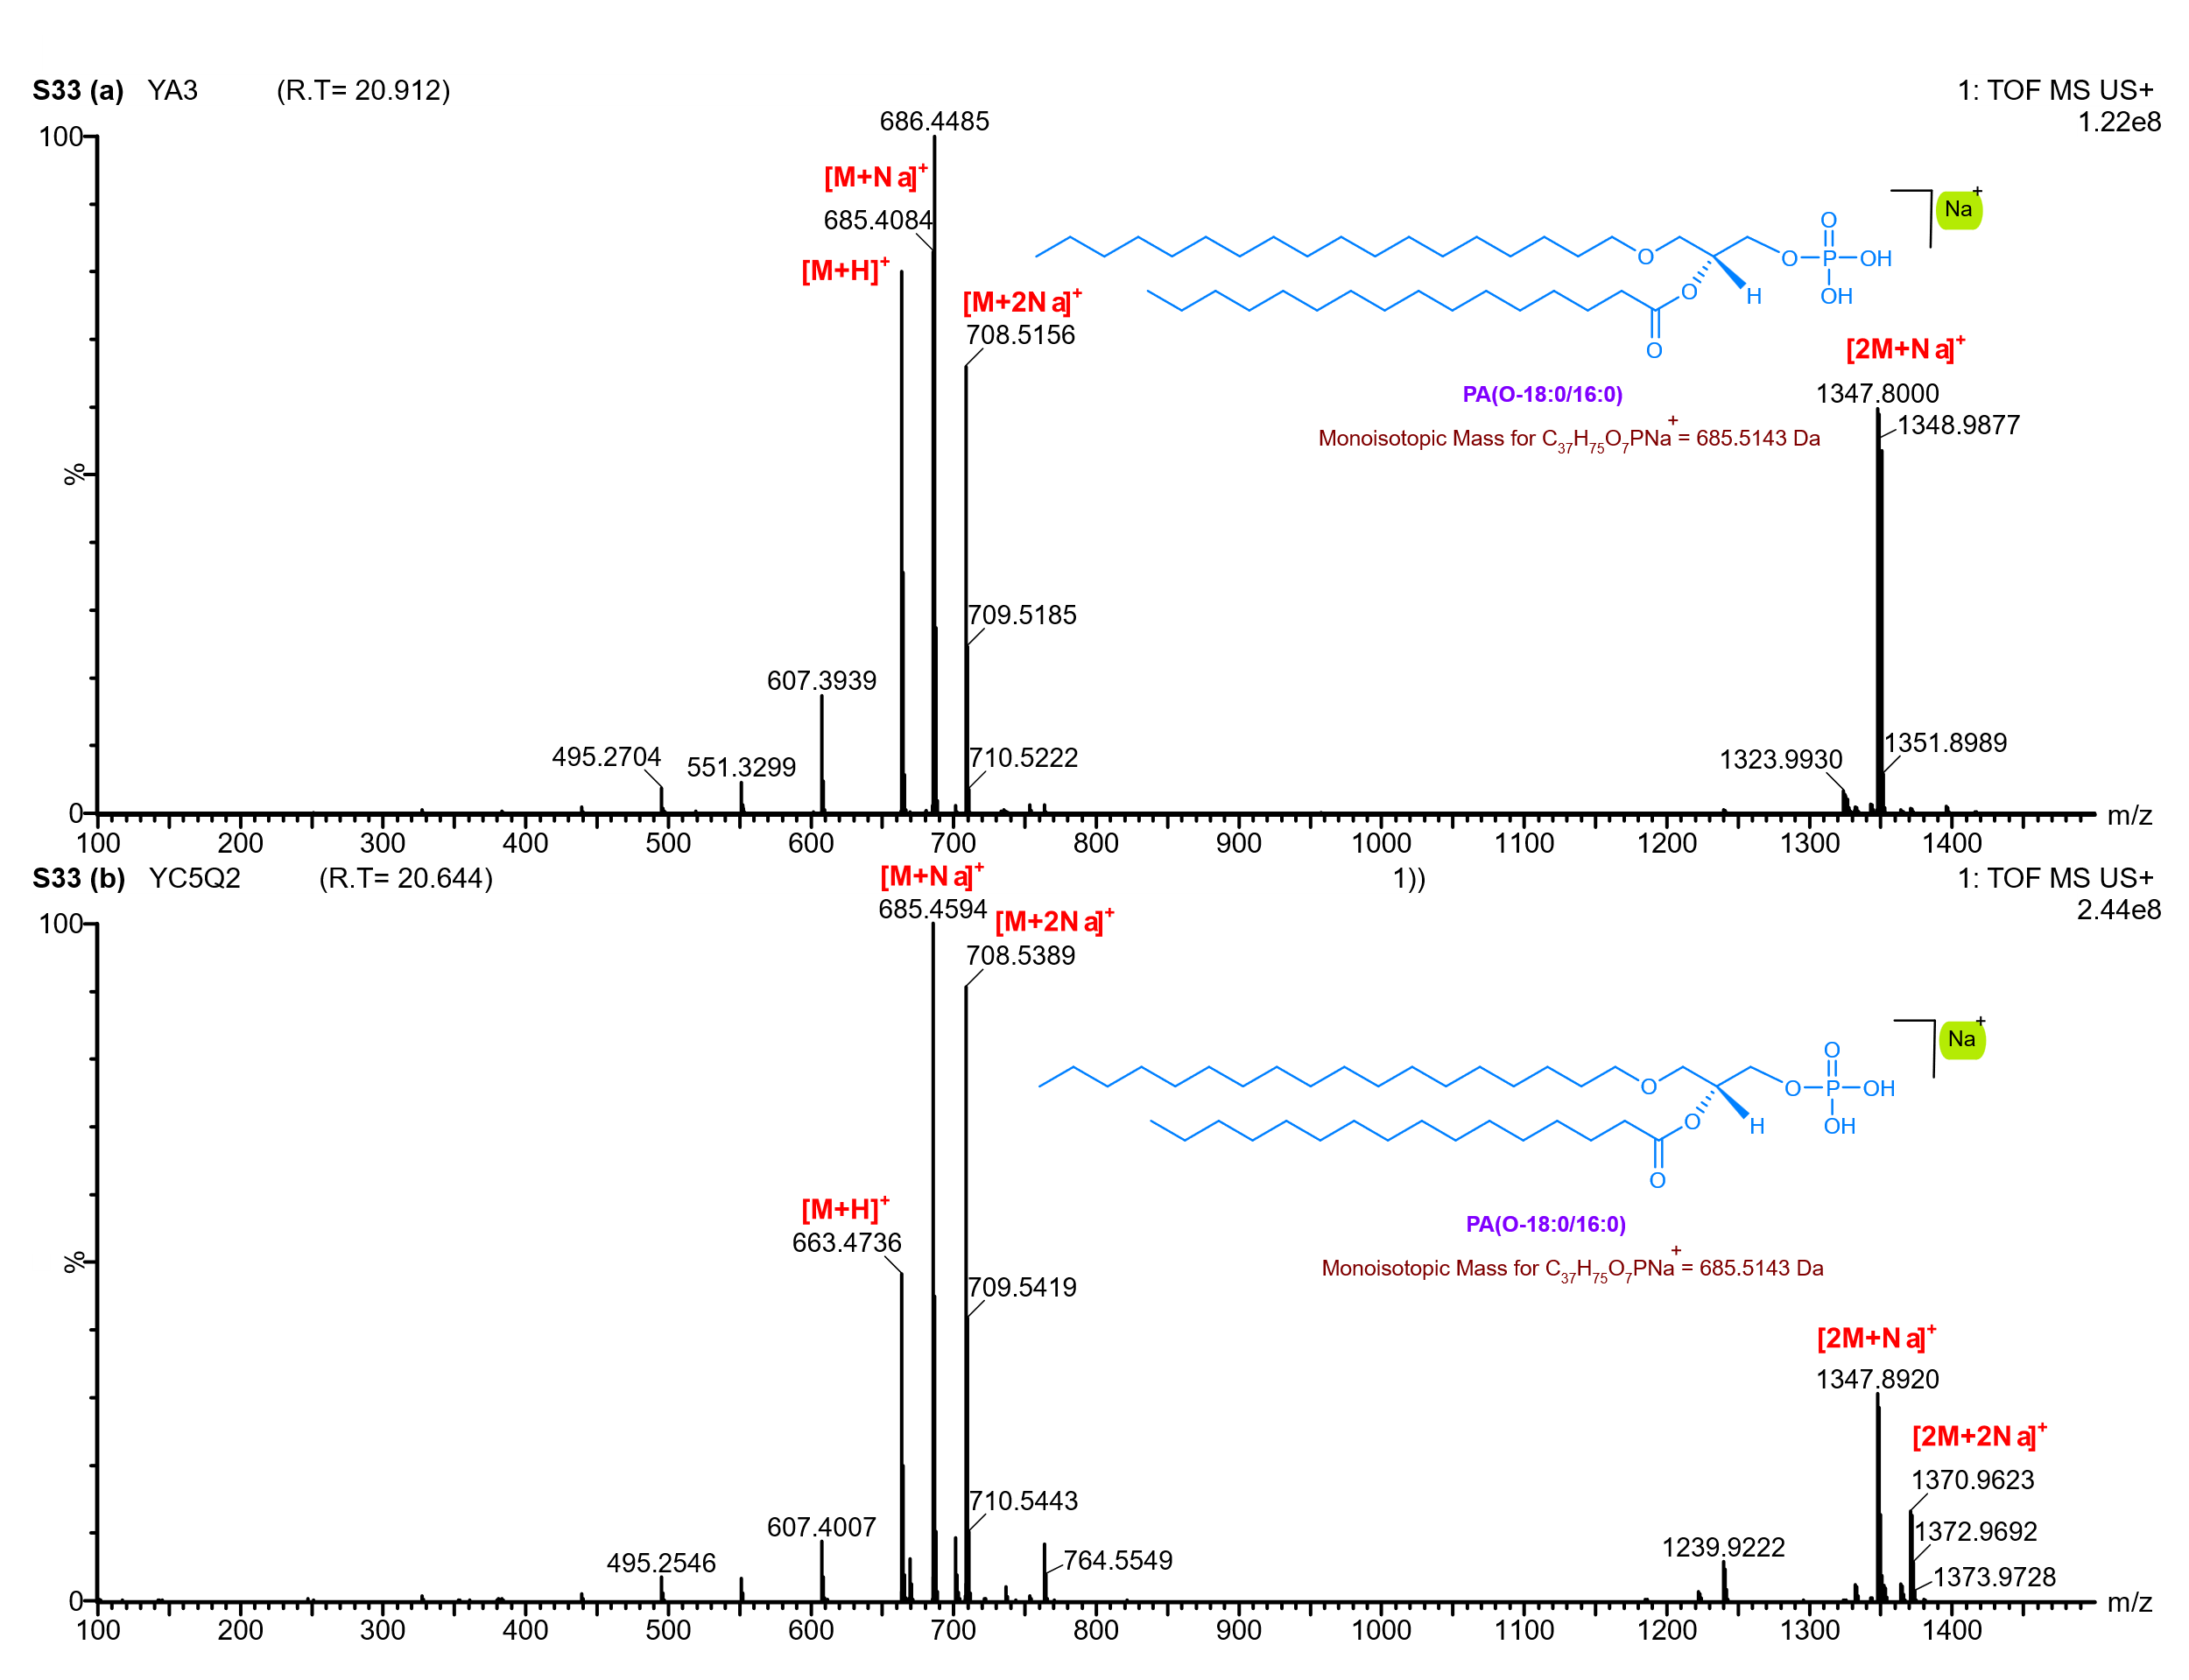 S33 (a) YA3 (R.T= 20.912) 1: TOF MS US+
1.22e8
100
686.4485
[M+Na]+
685.4084
[M+H]+
[M+2Na]+
708.5156
Na+
O
O
O P OH
OH
O
H
O
[2M+Na]+
1347.8000
1348.9877
PA(O-18:0/16:0)
Monoisotopic Mass for C37H75O7PNa+ = 685.5143 Da
%
709.5185
607.3939
495.2704
551.3299
710.5222
1323.9930
1351.8989
0
m/z
100 200 300 400 500 600 700 800 900 1000 1100 1200 1300 1400
S33 (b) YC5Q2 (R.T= 20.644) 1)) 1: TOF MS US+
2.44e8
[M+Na]+
100
685.4594
[M+2Na]+
708.5389
Na+
O
O
O P OH
OH
O
H
O
[M+H]+
663.4736
PA(O-18:0/16:0)
Monoisotopic Mass for C37H75O7PNa+ = 685.5143 Da
%
709.5419
[2M+Na]+
1347.8920
[2M+2Na]+
1370.9623
710.5443
607.4007
495.2546
764.5549
1239.9222
1372.9692
1373.9728
0
m/z
100 200 300 400 500 600 700 800 900 1000 1100 1200 1300 1400